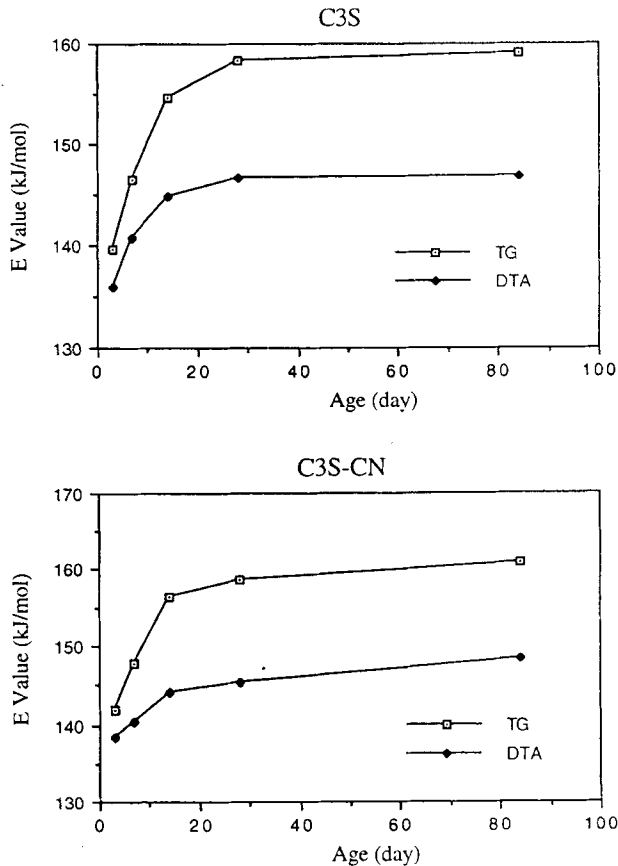 C3S
160
150
140
130
E Value (kJ/mol)
TG
DTA
0 20 40 60 80 100
Age (day)
C3S-CN
170
160
150
140
130
E Value (kJ/mol)
TG
DTA
0 20 40 60 80 100
Age (day)